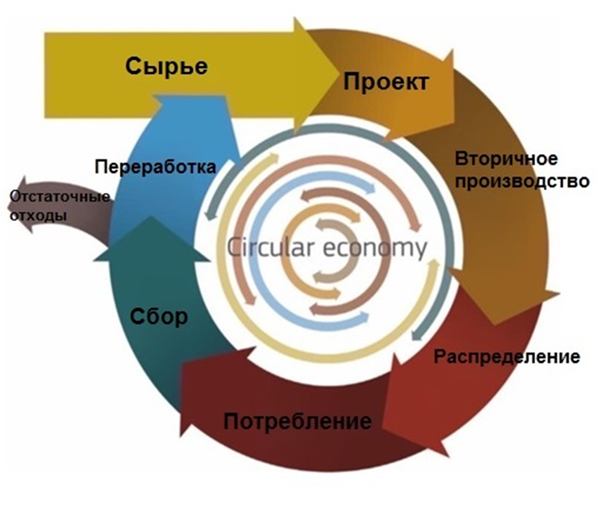 Сырье
Проект
Переработка
Вторичное
производство
Отстаточные
отходы
Circular economy
Сбор
Распределение
Потребление